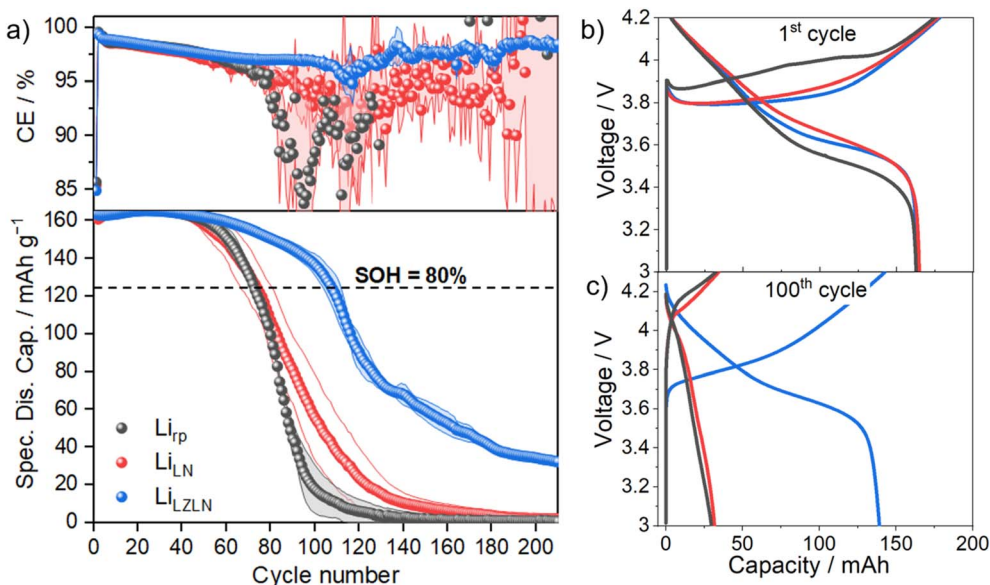 a)
CE / %
100
95
90
85
Spec. Dis. Cap. / mAh g⁻¹
160
140
120
100
80
60
40
20
0
SOH = 80%
Li_rp
Li_LN
Li_LZLN
0 20 40 60 80 100 120 140 160 180 200
Cycle number
b)
1st cycle
Voltage / V
4.2
4
3.8
3.6
3.4
3.2
3
c)
100th cycle
Voltage / V
4.2
4
3.8
3.6
3.4
3.2
3
0 50 100 150 200
Capacity / mAh